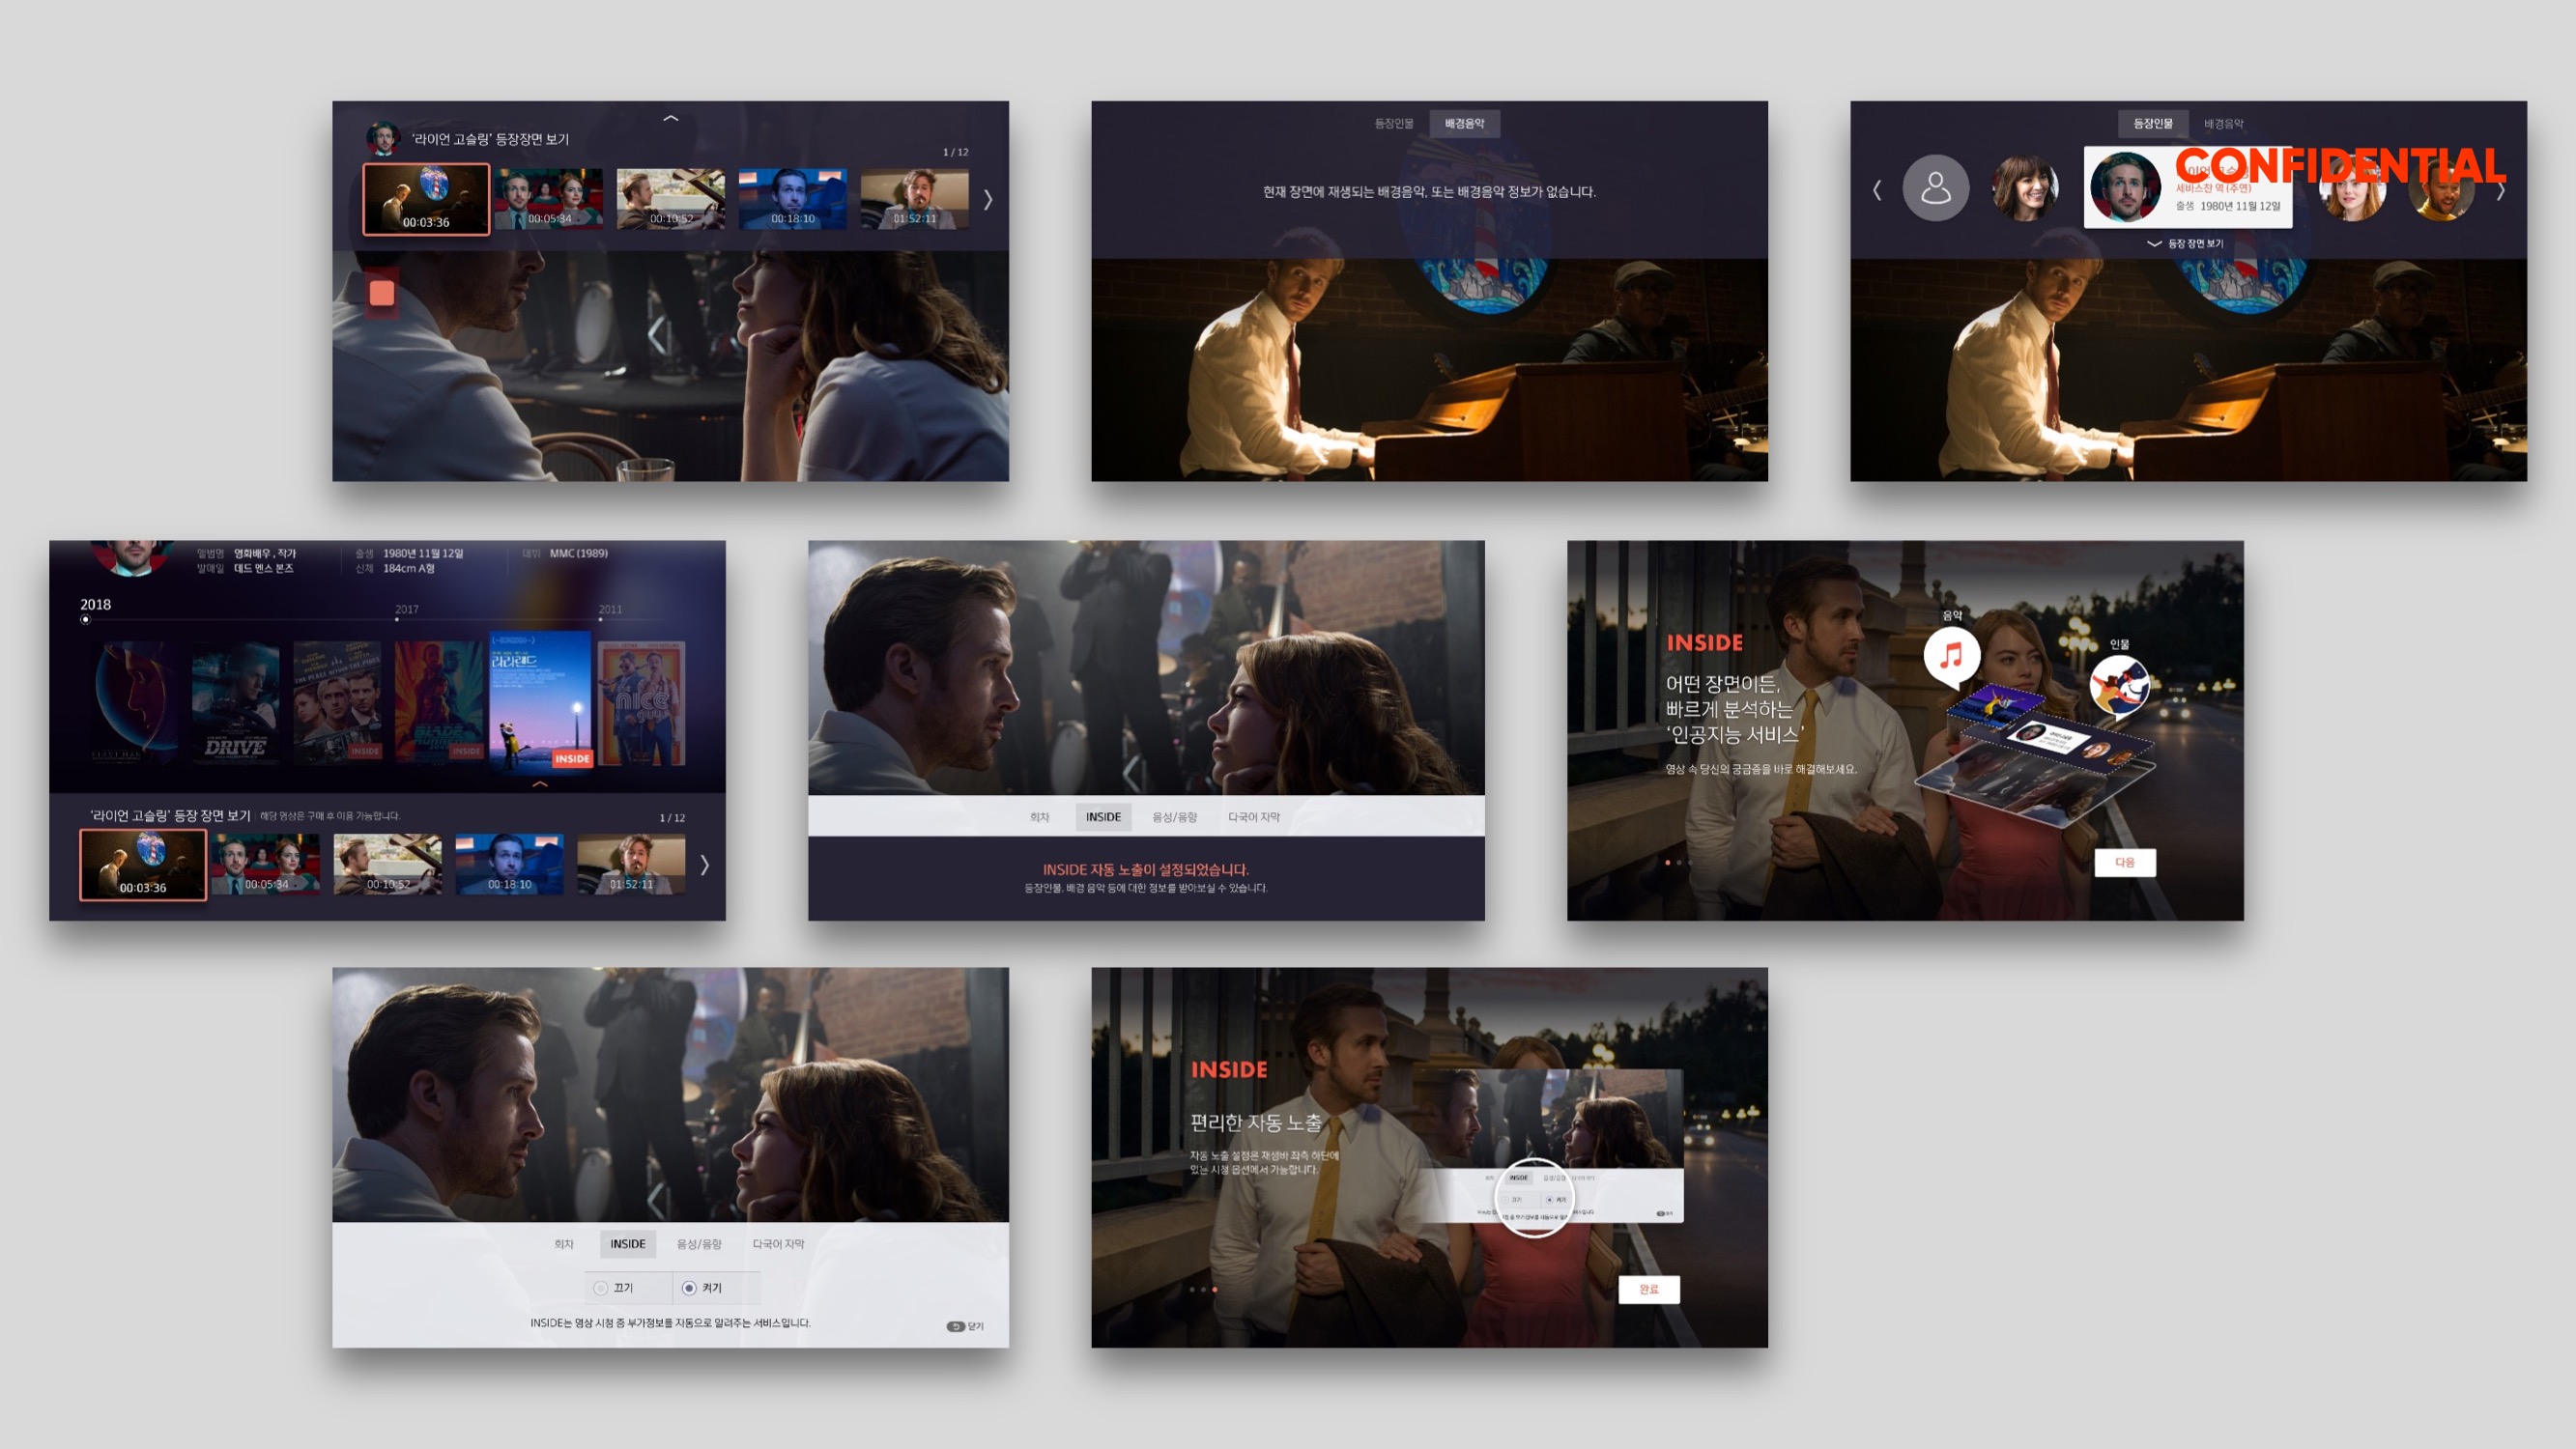 ‘라이언 고슬링’ 등장장면 보기
1 / 12
00:03:36
00:05:34
00:10:52
00:18:10
01:52:11
등장인물
배경음악
현재 장면에 재생되는 배경음악, 또는 배경음악 정보가 없습니다.
등장인물
배경음악
CONFIDENTIAL
세바스찬 역 (주연)
출생 1980년 11월 12일
등장 장면 보기
앨범명 영화배우, 작가
발매일 데드 맨스 본즈
출생 1980년 11월 12일
신체 184cm A형
데뷔 MMC (1989)
2018
2017
2011
FIRST MAN
DRIVE
INSIDE
BLADE RUNNER
INSIDE
라라랜드
INSIDE
NICE GUYS
‘라이언 고슬링’ 등장 장면 보기
해당 영상은 구매 후 이용 가능합니다.
1 / 12
00:03:36
00:05:34
00:10:52
00:18:10
01:52:11
회차
INSIDE
음성/음향
다국어 자막
INSIDE 자동 노출이 설정되었습니다.
등장인물, 배경 음악 등에 대한 정보를 받아보실 수 있습니다.
INSIDE
어떤 장면이든,
빠르게 분석하는
‘인공지능 서비스’
영상 속 당신의 궁금증을 바로 해결해보세요.
음악
인물
다음
회차
INSIDE
음성/음향
다국어 자막
끄기
켜기
INSIDE는 영상 시청 중 부가정보를 자동으로 알려주는 서비스입니다.
닫기
INSIDE
편리한 자동 노출
자동 노출 설정은 재생바 좌측 하단에
있는 시청 옵션에서 가능합니다.
회차
INSIDE
끄기
켜기
완료